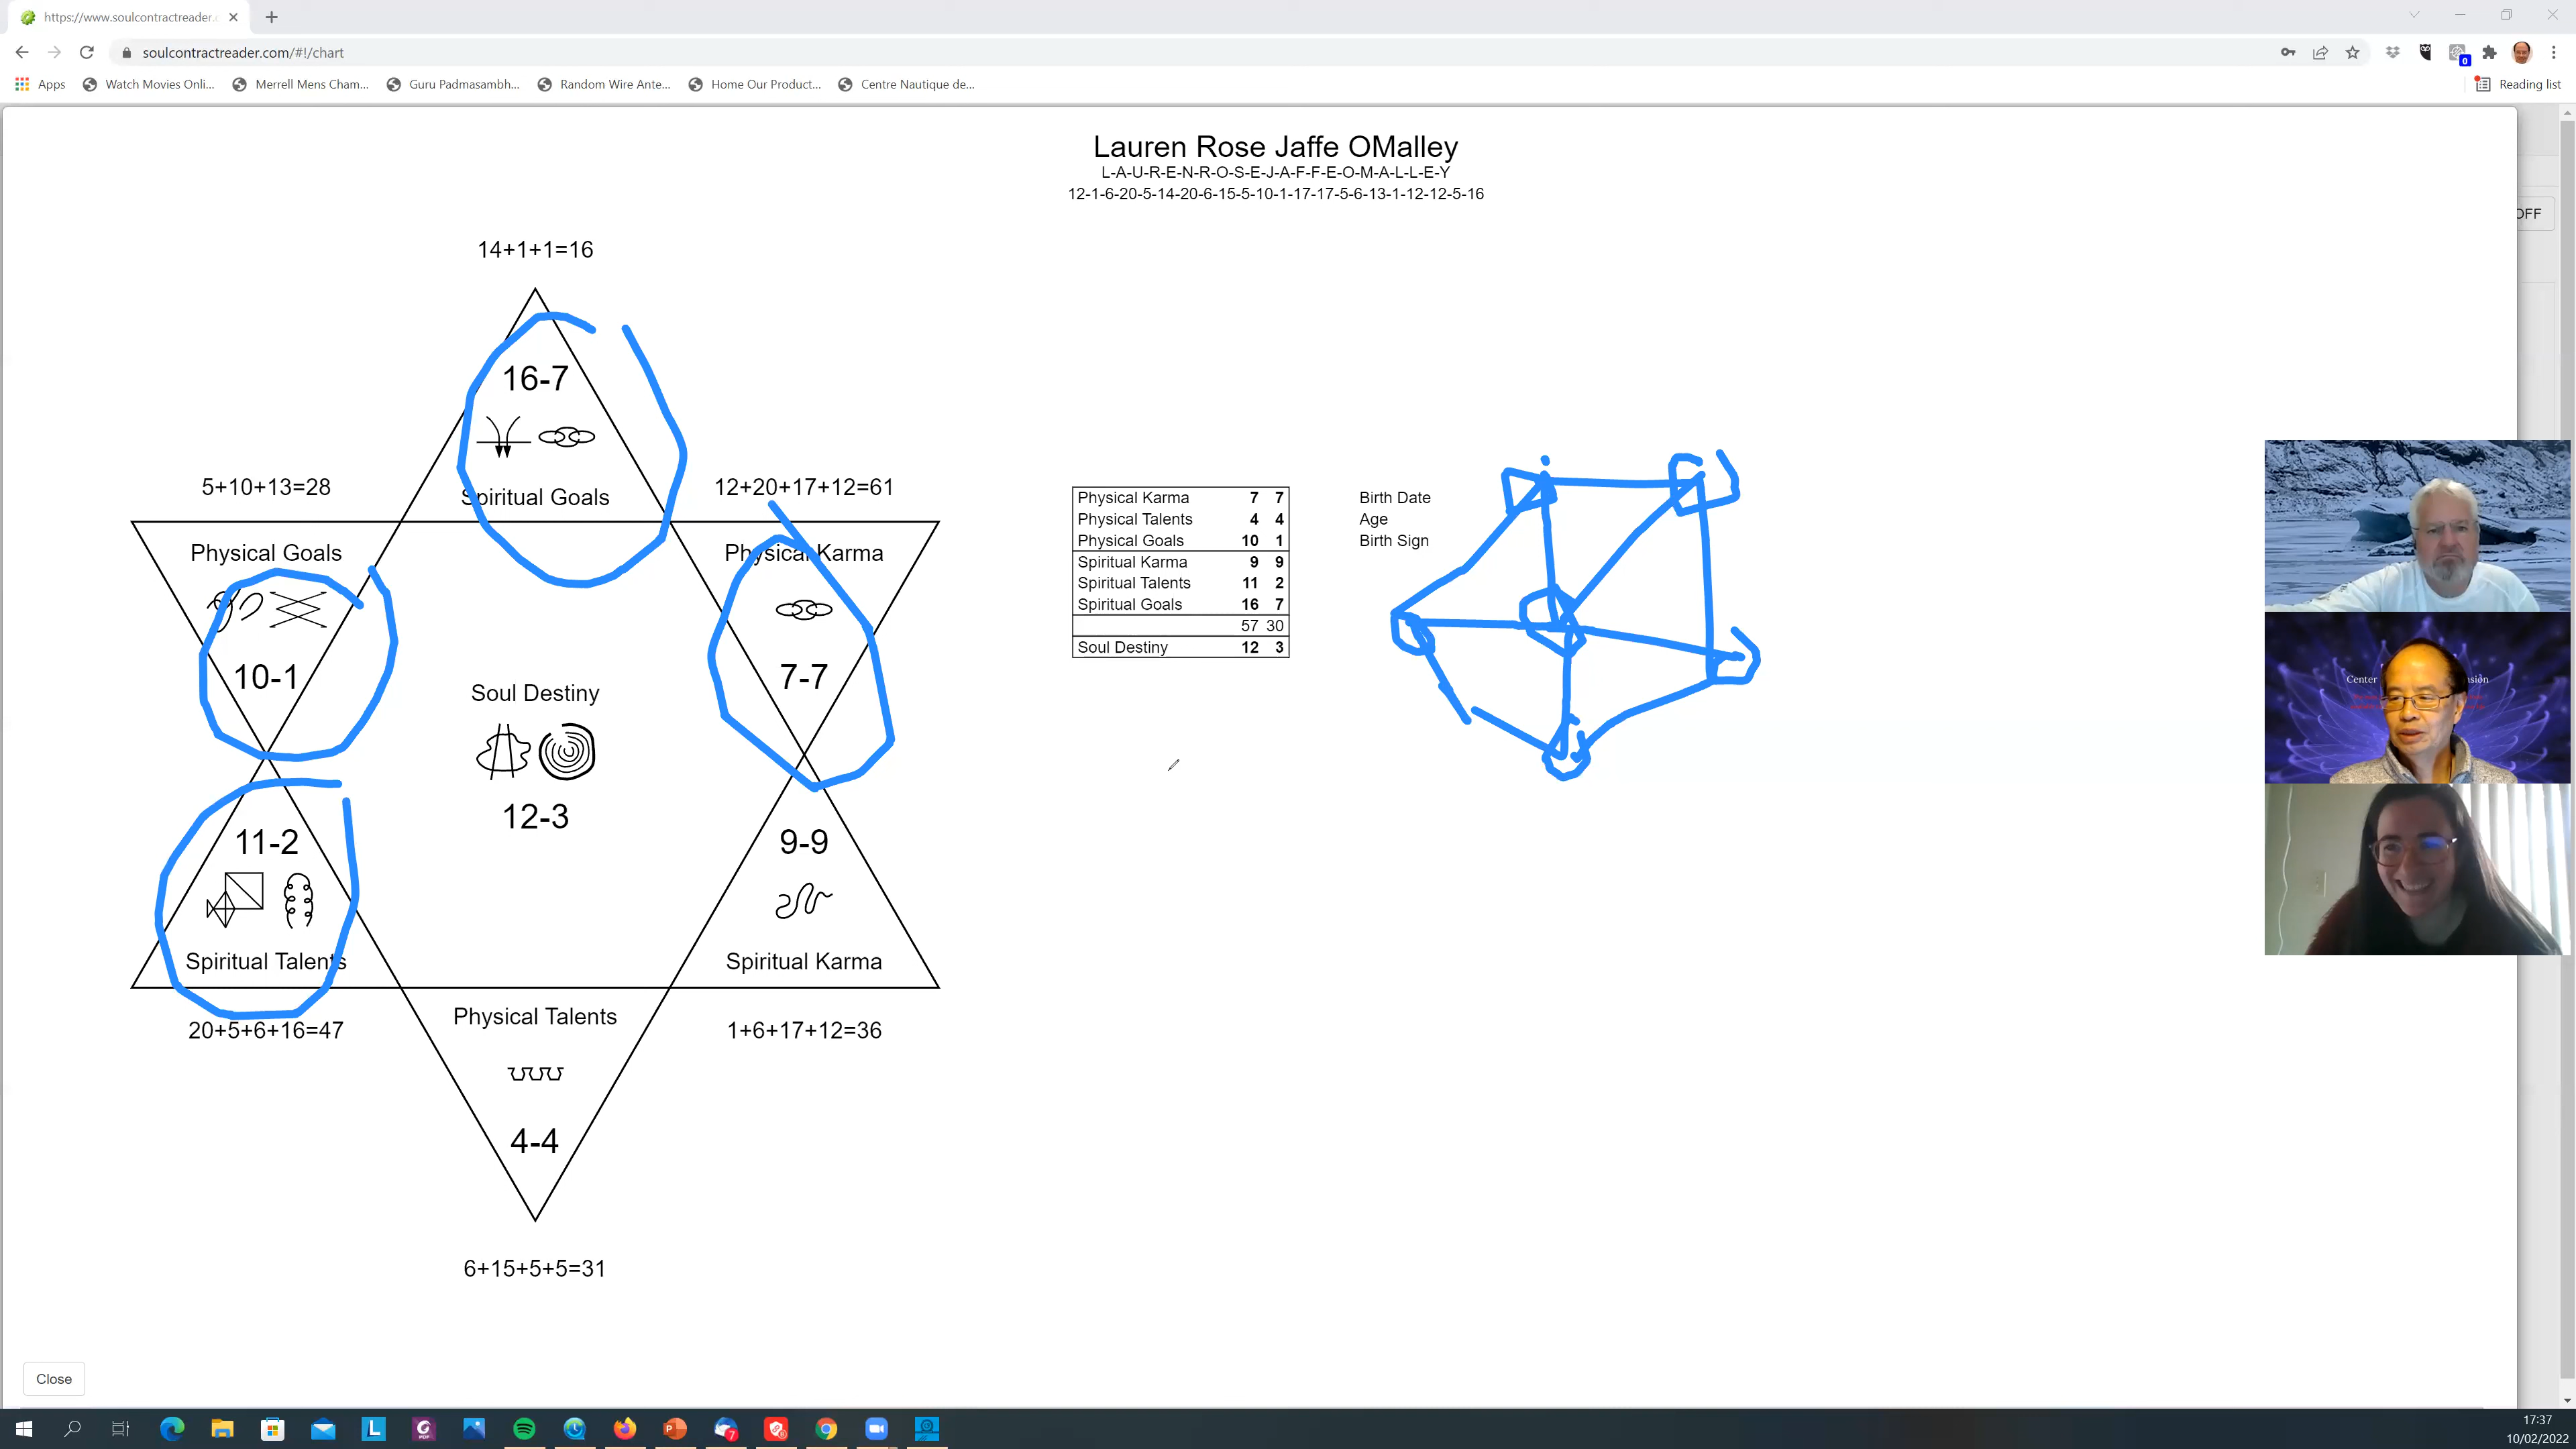 https://www.soulcontractreader.c
soulcontractreader.com/#!/chart
0
Apps
Watch Movies Onli...
Merrell Mens Cham...
Guru Padmasambh...
Random Wire Ante...
Home Our Product...
Centre Nautique de...
Reading list
Lauren Rose Jaffe OMalley
L-A-U-R-E-N-R-O-S-E-J-A-F-F-E-O-M-A-L-L-E-Y
12-1-6-20-5-14-20-6-15-5-10-1-17-17-5-6-13-1-12-12-5-16
OFF
14+1+1=16
16-7
Spiritual Goals
5+10+13=28
12+20+17+12=61
Physical Goals
Physical Karma
10-1
7-7
Soul Destiny
12-3
11-2
9-9
Spiritual Talents
Spiritual Karma
20+5+6+16=47
1+6+17+12=36
Physical Talents
4-4
6+15+5+5=31
Physical Karma 7 7
Physical Talents 4 4
Physical Goals 10 1
Spiritual Karma 9 9
Spiritual Talents 11 2
Spiritual Goals 16 7
57 30
Soul Destiny 12 3
Birth Date
Age
Birth Sign
Center
Close
L
PDF
P
7
17:37
10/02/2022